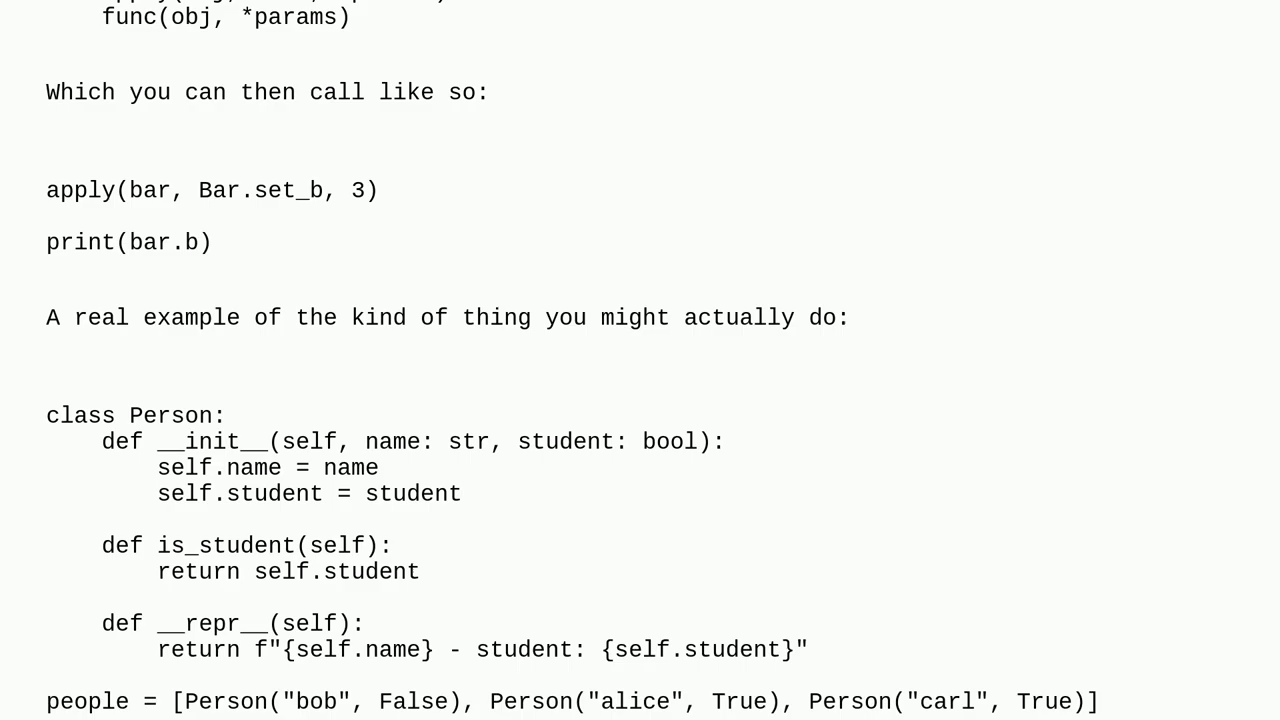 func(obj, *params)
Which you can then call like so:
apply(bar, Bar.set_b, 3)
print(bar.b)
A real example of the kind of thing you might actually do:
class Person:
    def __init__(self, name: str, student: bool):
        self.name = name
        self.student = student
    def is_student(self):
        return self.student
    def __repr__(self):
        return f"{self.name} - student: {self.student}"
people = [Person("bob", False), Person("alice", True), Person("carl", True)]